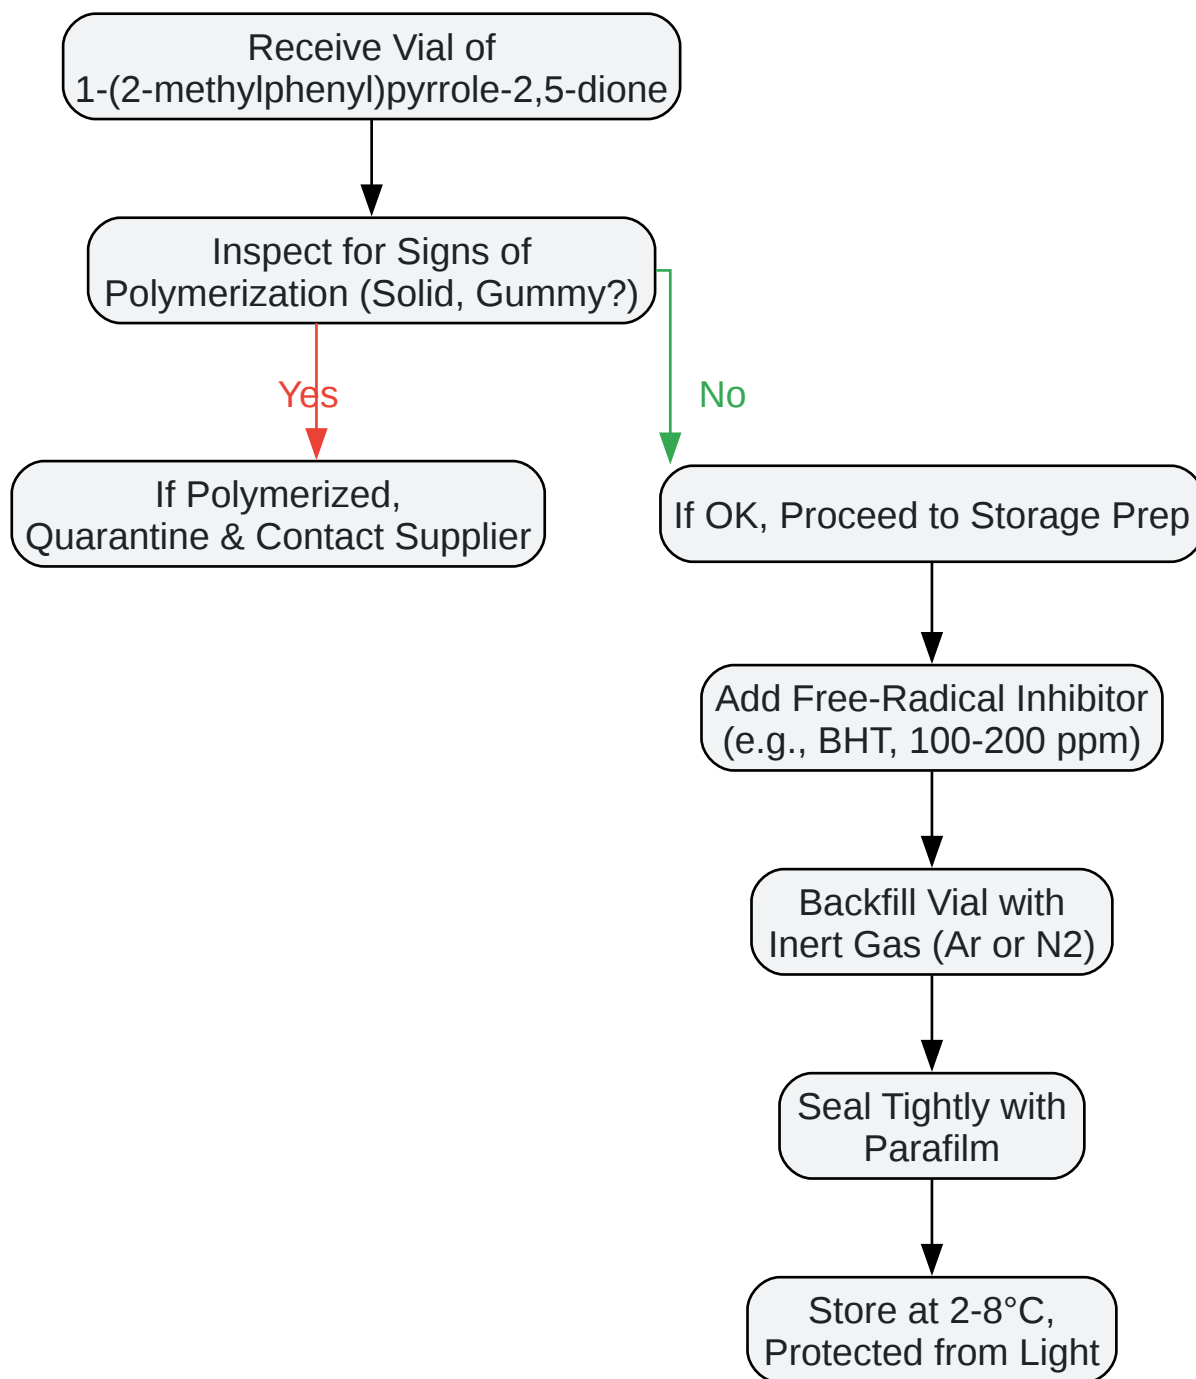 Receive Vial of
1-(2-methylphenyl)pyrrole-2,5-dione
Inspect for Signs of
Polymerization (Solid, Gummy?)
Yes
No
If Polymerized,
Quarantine & Contact Supplier
If OK, Proceed to Storage Prep
Add Free-Radical Inhibitor
(e.g., BHT, 100-200 ppm)
Backfill Vial with
Inert Gas (Ar or N2)
Seal Tightly with
Parafilm
Store at 2-8°C,
Protected from Light